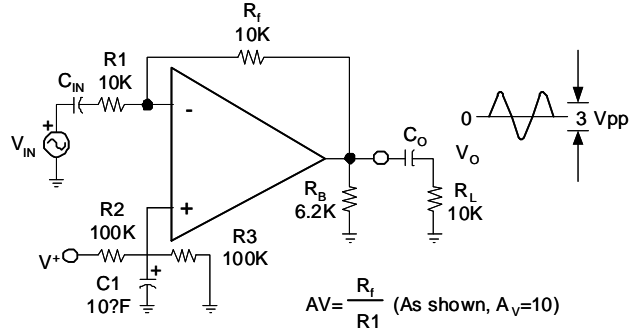 Rf
10K
R1
10K
CIN
-
VIN
+
0
3 Vpp
VO
CO
RB
6.2K
RL
10K
+
R2
100K
V+
R3
100K
+
C1
10?F
AV= Rf / R1 (As shown, AV=10)